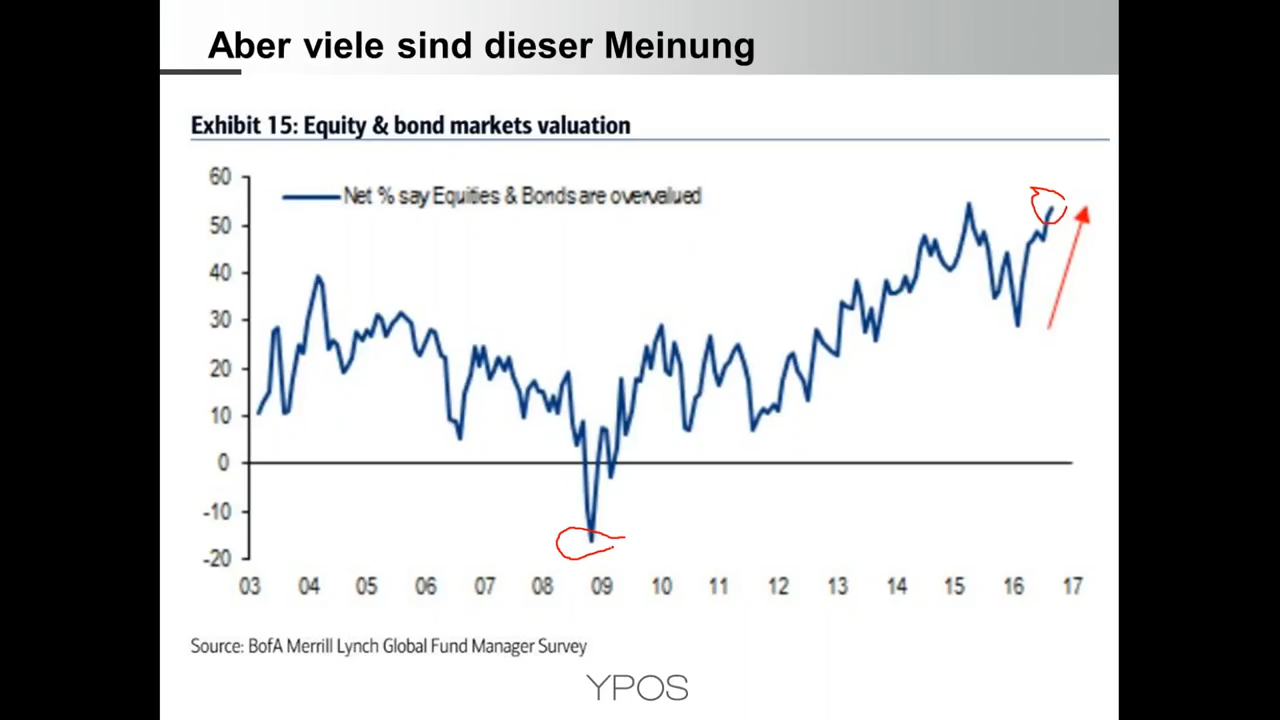 Aber viele sind dieser Meinung
Exhibit 15: Equity & bond markets valuation
Net % say Equities & Bonds are overvalued
60
50
40
30
20
10
0
-10
-20
03 04 05 06 07 08 09 10 11 12 13 14 15 16 17
Source: BofA Merrill Lynch Global Fund Manager Survey
YPOS